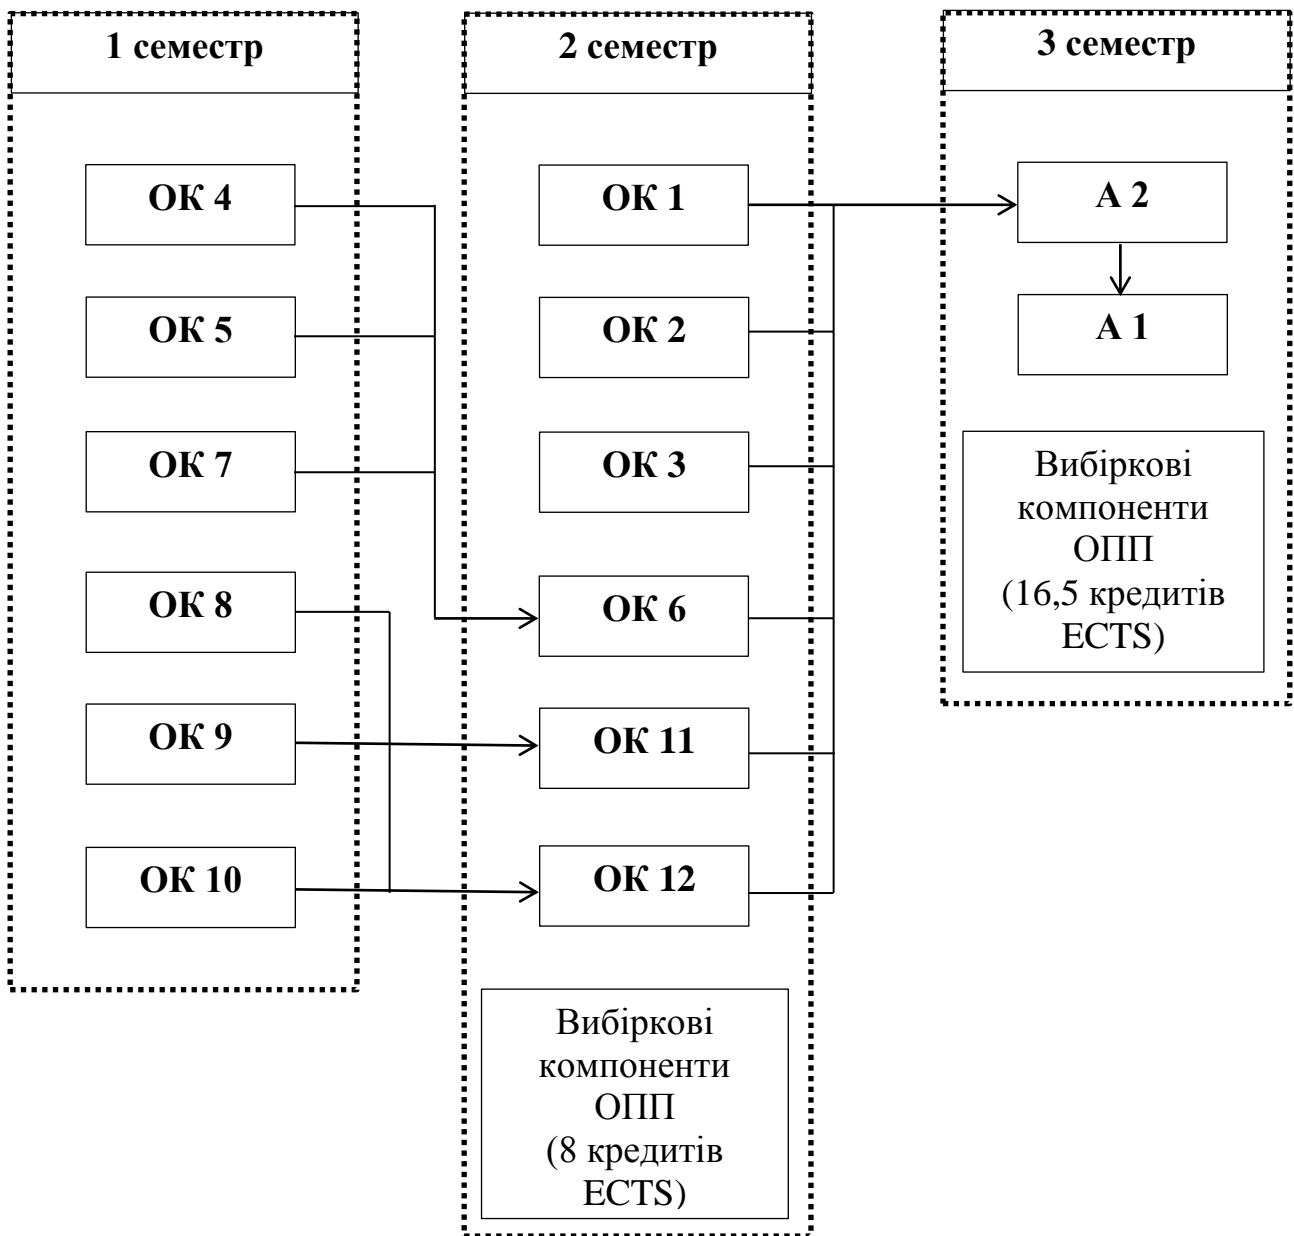 1 семестр
ОК 4
ОК 5
ОК 7
ОК 8
ОК 9
ОК 10
2 семестр
ОК 1
ОК 2
ОК 3
ОК 6
ОК 11
ОК 12
Вибіркові
компоненти
ОПП
(8 кредитів
ECTS)
3 семестр
А 2
А 1
Вибіркові
компоненти
ОПП
(16,5 кредитів
ECTS)